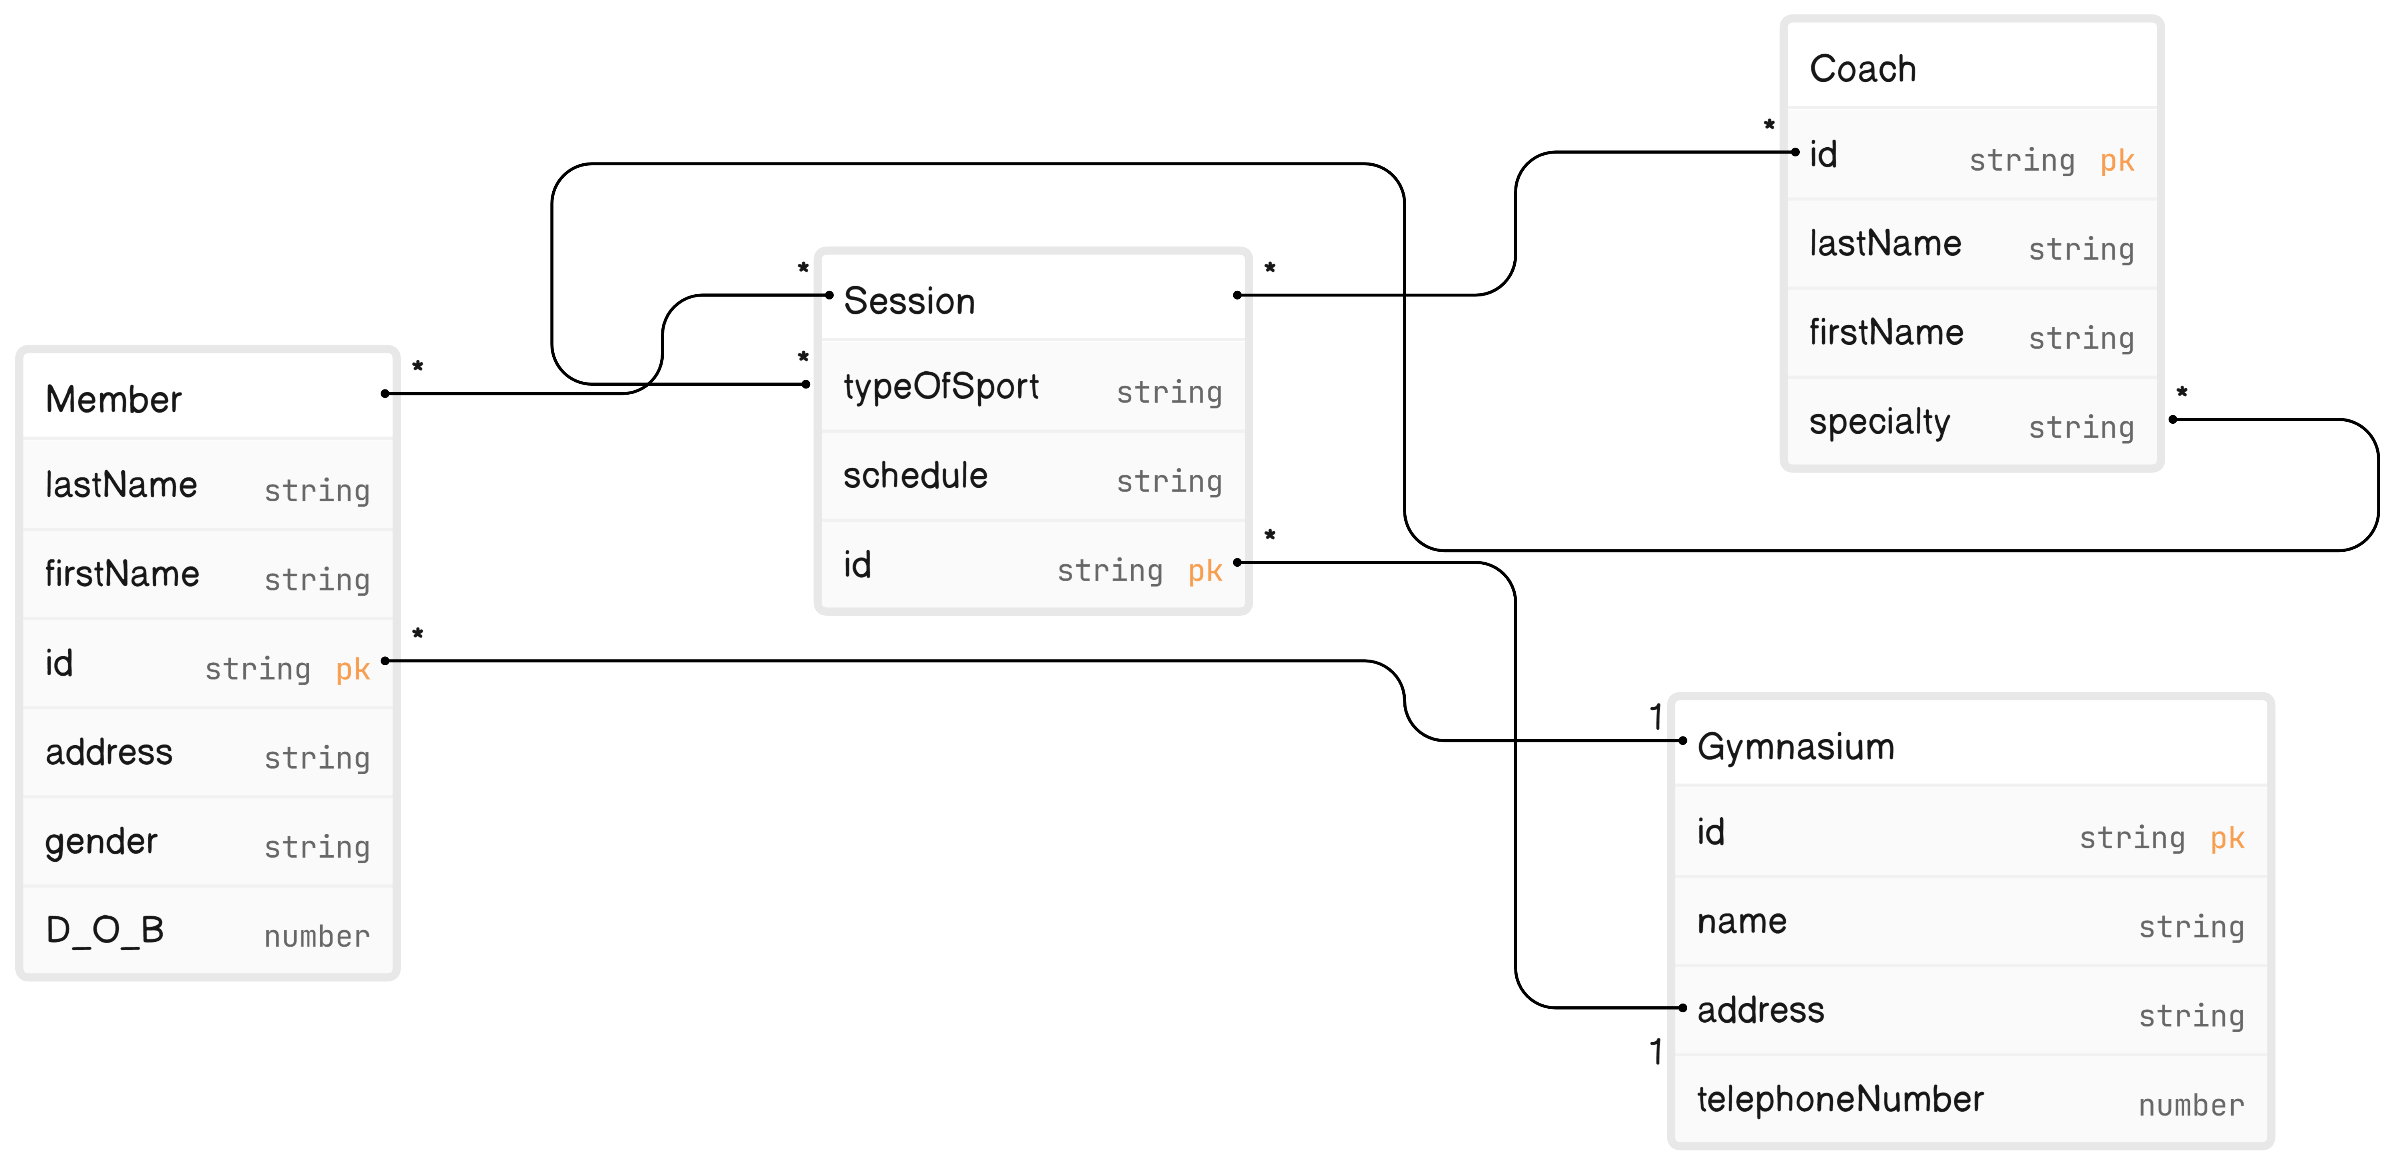 Coach
*
id string pk
lastName string
firstName string
specialty string
*
*
Session
*
*
typeOfSport string
schedule string
id string pk
*
Member
*
lastName string
firstName string
id string pk
*
address string
gender string
D_O_B number
1
Gymnasium
id string pk
name string
address string
1
telephoneNumber number